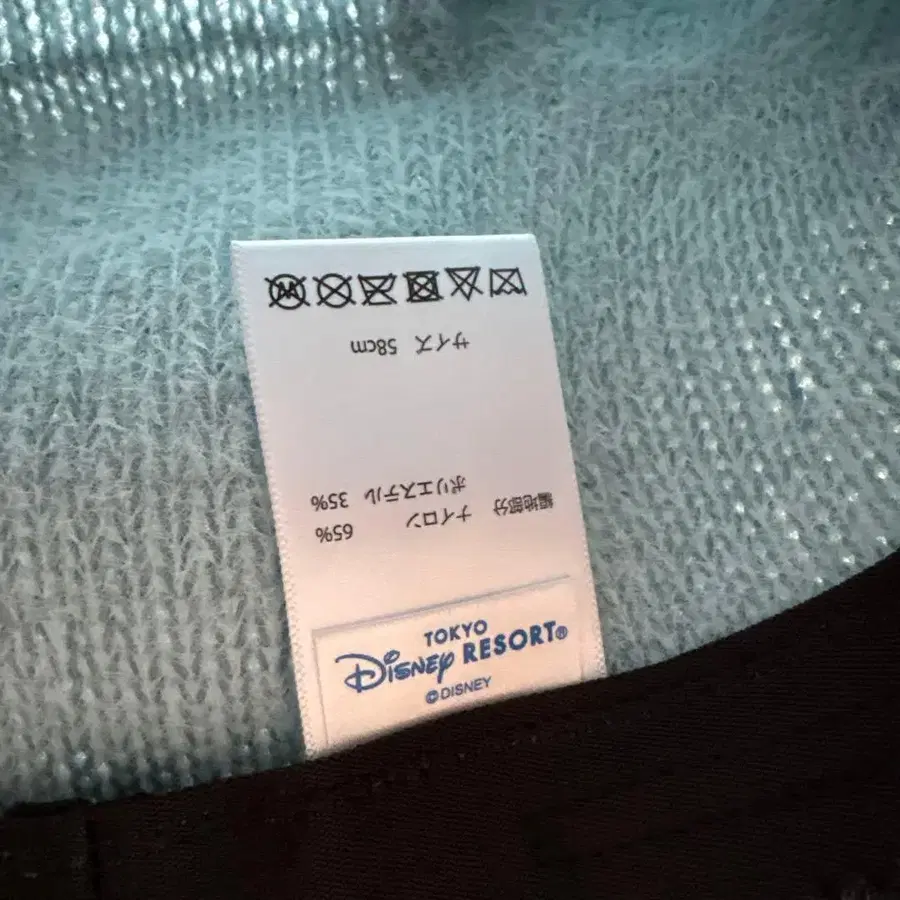 サイズ 58cm
編地部分 ナイロン 65%
ポリエステル 35%
TOKYO
Disney RESORT®
©DISNEY